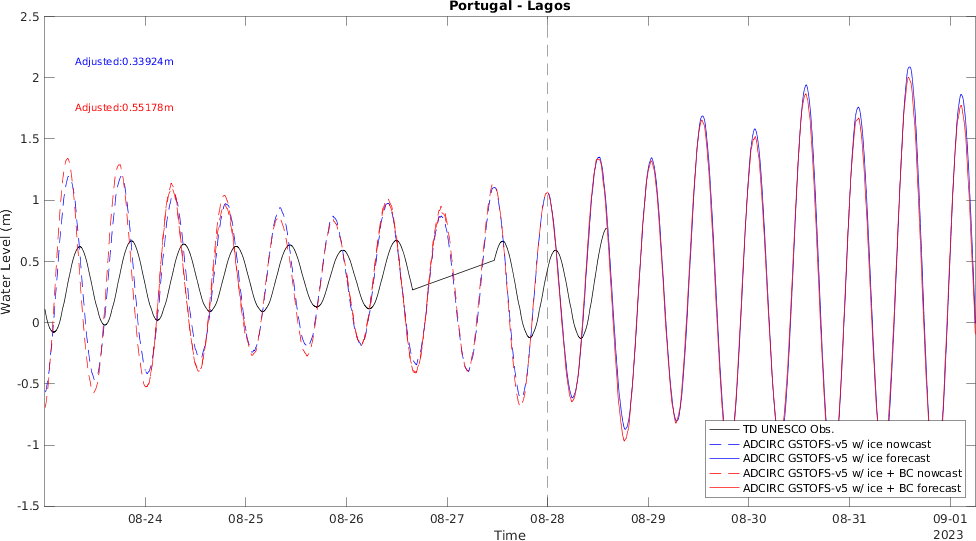 Portugal - Lagos
2.5
2
1.5
1
0.5
0
-0.5
-1
-1.5
Water Level (m)
Adjusted:0.33924m
Adjusted:0.55178m
TD UNESCO Obs.
ADCIRC GSTOFS-v5 w/ ice nowcast
ADCIRC GSTOFS-v5 w/ ice forecast
ADCIRC GSTOFS-v5 w/ ice + BC nowcast
ADCIRC GSTOFS-v5 w/ ice + BC forecast
08-24 08-25 08-26 08-27 08-28 08-29 08-30 08-31 09-01
Time 2023